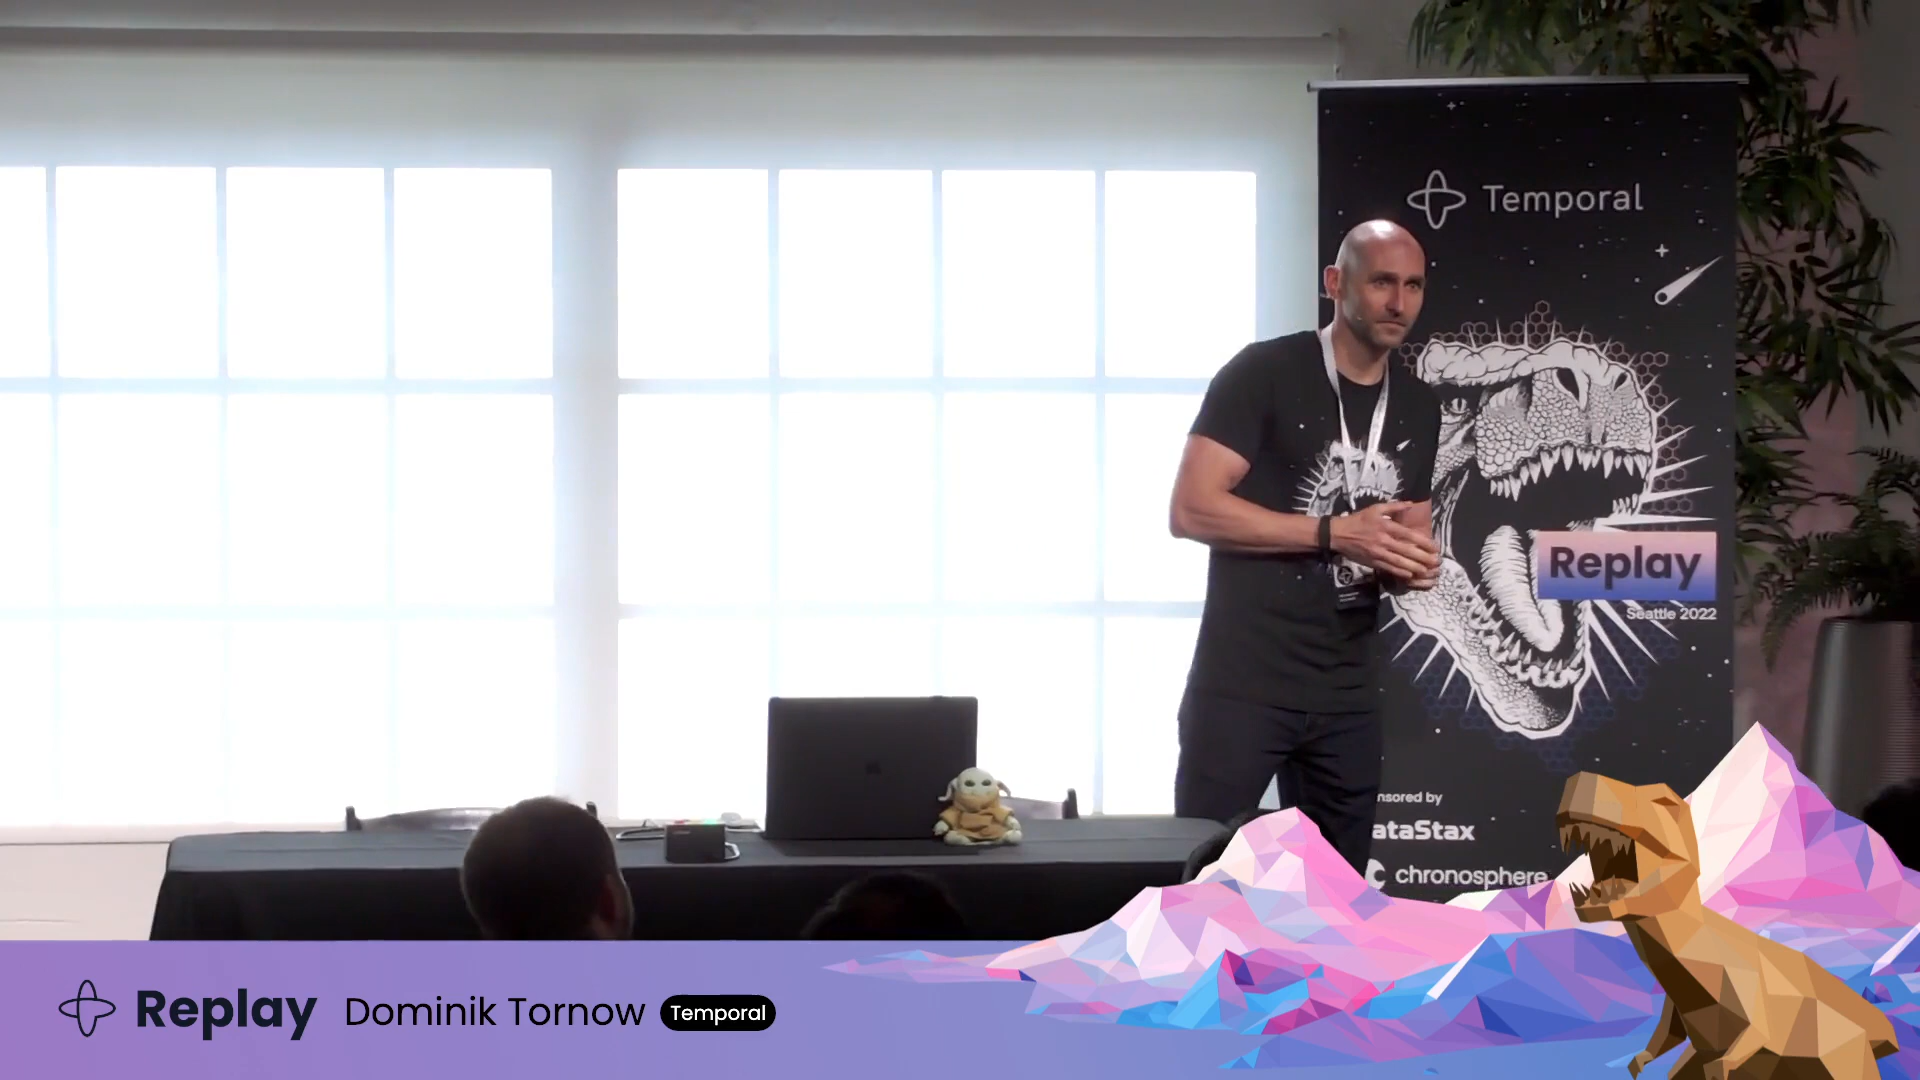 Temporal
Replay
Seattle 2022
nsored by
ataStax
chronosphere
Replay Dominik Tornow Temporal